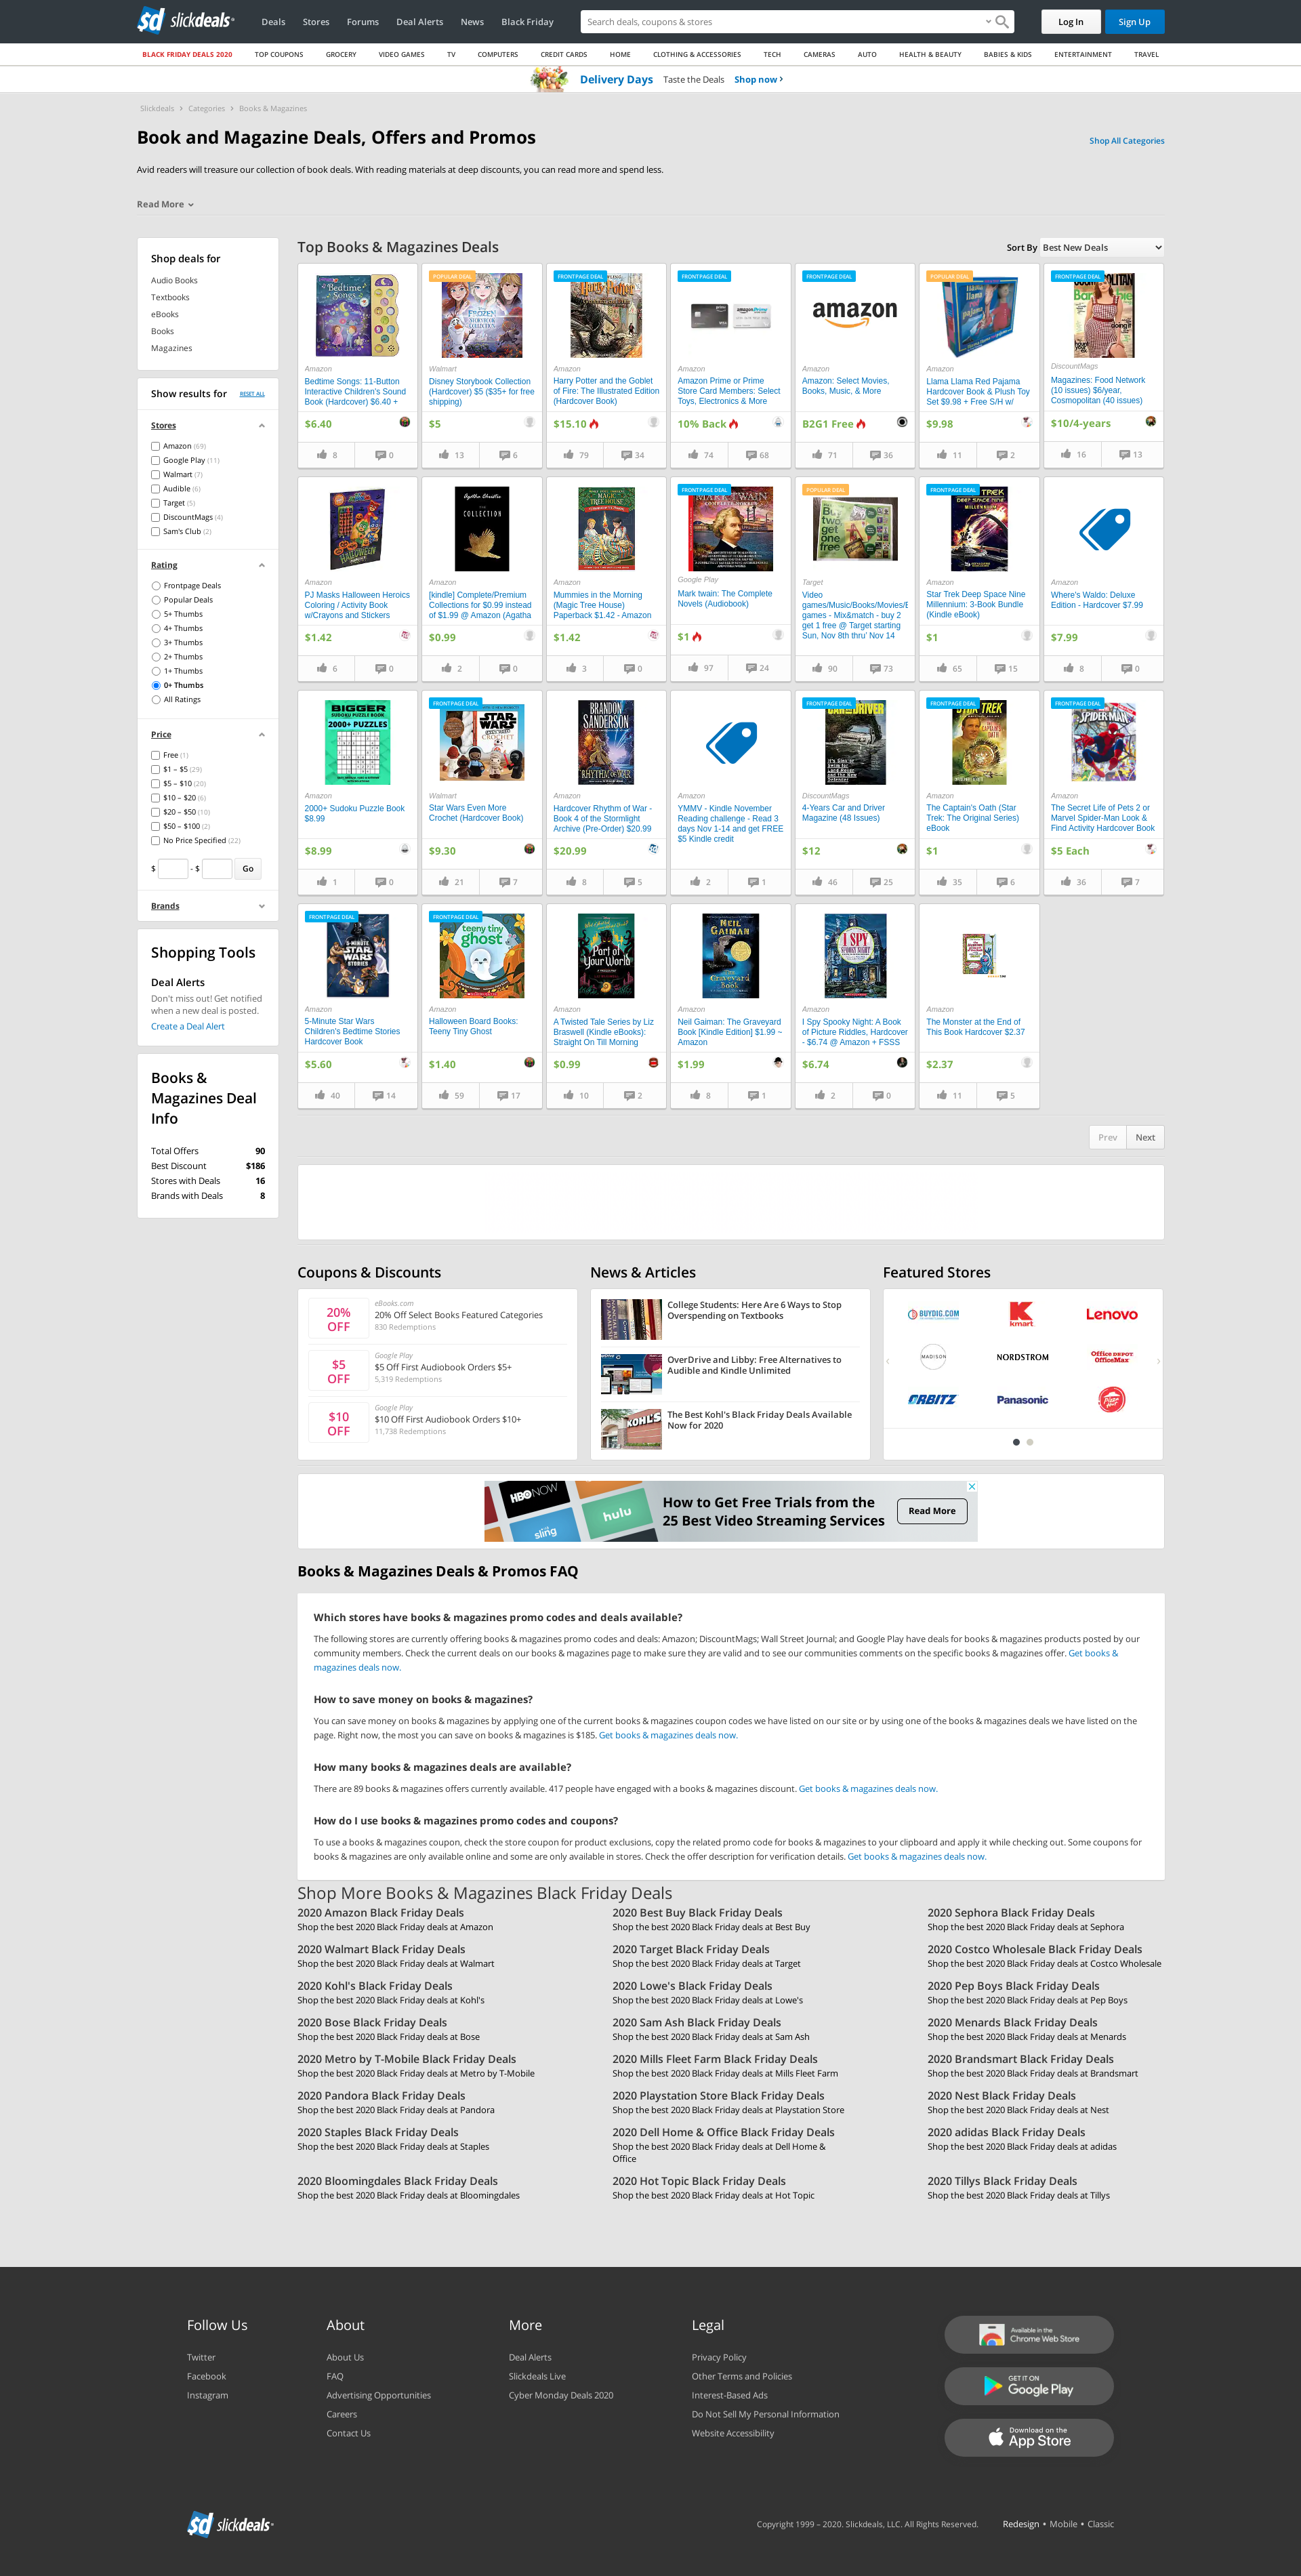 slickdeals
Deals
Stores
Forums
Deal Alerts
News
Black Friday
Search deals, coupons & stores
Log In
Sign Up
BLACK FRIDAY DEALS 2020
TOP COUPONS
GROCERY
VIDEO GAMES
TV
COMPUTERS
CREDIT CARDS
HOME
CLOTHING & ACCESSORIES
TECH
CAMERAS
AUTO
HEALTH & BEAUTY
BABIES & KIDS
ENTERTAINMENT
TRAVEL
Delivery Days Taste the Deals Shop now ›
Slickdeals › Categories › Books & Magazines
Book and Magazine Deals, Offers and Promos
Shop All Categories
Avid readers will treasure our collection of book deals. With reading materials at deep discounts, you can read more and spend less.
Read More
Shop deals for
Audio Books
Textbooks
eBooks
Books
Magazines
Show results for RESET ALL
Stores
Amazon (69)
Google Play (11)
Walmart (7)
Audible (6)
Target (5)
DiscountMags (4)
Sam's Club (2)
Rating
Frontpage Deals
Popular Deals
5+ Thumbs
4+ Thumbs
3+ Thumbs
2+ Thumbs
1+ Thumbs
0+ Thumbs
All Ratings
Price
Free (1)
$1 – $5 (29)
$5 – $10 (20)
$10 – $20 (6)
$20 – $50 (10)
$50 – $100 (2)
No Price Specified (22)
$ - $ Go
Brands
Shopping Tools
Deal Alerts
Don't miss out! Get notified
when a new deal is posted.
Create a Deal Alert
Books &
Magazines Deal
Info
Total Offers 90
Best Discount $186
Stores with Deals 16
Brands with Deals 8
Top Books & Magazines Deals
Sort By Best New Deals
Bedtime Songs
Amazon
Bedtime Songs: 11-Button
Interactive Children's Sound
Book (Hardcover) $6.40 +
$6.40
8 0
POPULAR DEAL
FROZEN
STORYBOOK COLLECTION
Walmart
Disney Storybook Collection
(Hardcover) $5 ($35+ for free
shipping)
$5
13 6
FRONTPAGE DEAL
Harry Potter
Amazon
Harry Potter and the Goblet
of Fire: The Illustrated Edition
(Hardcover Book)
$15.10
79 34
FRONTPAGE DEAL
Amazon
Amazon Prime or Prime
Store Card Members: Select
Toys, Electronics & More
10% Back
74 68
FRONTPAGE DEAL
amazon
Amazon
Amazon: Select Movies,
Books, Music, & More
B2G1 Free
71 36
POPULAR DEAL
llama llama red pajama
Amazon
Llama Llama Red Pajama
Hardcover Book & Plush Toy
Set $9.98 + Free S/H w/
$9.98
11 2
FRONTPAGE DEAL
DiscountMags
Magazines: Food Network
(10 issues) $6/year,
Cosmopolitan (40 issues)
$10/4-years
16 13
HALLOWEEN
Amazon
PJ Masks Halloween Heroics
Coloring / Activity Book
w/Crayons and Stickers
$1.42
6 0
Agatha Christie
COLLECTION
Amazon
[kindle] Complete/Premium
Collections for $0.99 instead
of $1.99 @ Amazon (Agatha
$0.99
2 0
MAGIC TREE HOUSE
Amazon
Mummies in the Morning
(Magic Tree House)
Paperback $1.42 - Amazon
$1.42
3 0
FRONTPAGE DEAL
MARK TWAIN
Google Play
Mark twain: The Complete
Novels (Audiobook)
$1
97 24
POPULAR DEAL
Buy two, get one free
Target
Video
games/Music/Books/Movies/E
games - Mix&match - buy 2
get 1 free @ Target starting
Sun, Nov 8th thru' Nov 14
90 73
FRONTPAGE DEAL
STAR TREK
DEEP SPACE NINE
MILLENNIUM
Amazon
Star Trek Deep Space Nine
Millennium: 3-Book Bundle
(Kindle eBook)
$1
65 15
Amazon
Where's Waldo: Deluxe
Edition - Hardcover $7.99
$7.99
8 0
BIGGER
SUDOKU PUZZLE BOOK
2000+ PUZZLES
Amazon
2000+ Sudoku Puzzle Book
$8.99
$8.99
1 0
FRONTPAGE DEAL
STAR WARS
CROCHET
Walmart
Star Wars Even More
Crochet (Hardcover Book)
$9.30
21 7
BRANDON SANDERSON
RHYTHM OF WAR
Amazon
Hardcover Rhythm of War -
Book 4 of the Stormlight
Archive (Pre-Order) $20.99
$20.99
8 5
Amazon
YMMV - Kindle November
Reading challenge - Read 3
days Nov 1-14 and get FREE
$5 Kindle credit
2 1
FRONTPAGE DEAL
DiscountMags
4-Years Car and Driver
Magazine (48 Issues)
$12
46 25
FRONTPAGE DEAL
STAR TREK
Amazon
The Captain's Oath (Star
Trek: The Original Series)
eBook
$1
35 6
FRONTPAGE DEAL
SPIDER-MAN
Amazon
The Secret Life of Pets 2 or
Marvel Spider-Man Look &
Find Activity Hardcover Book
$5 Each
36 7
FRONTPAGE DEAL
5-MINUTE
STAR WARS
STORIES
Amazon
5-Minute Star Wars
Children's Bedtime Stories
Hardcover Book
$5.60
40 14
FRONTPAGE DEAL
teeny tiny ghost
Amazon
Halloween Board Books:
Teeny Tiny Ghost
$1.40
59 17
Part of Your World
Amazon
A Twisted Tale Series by Liz
Braswell (Kindle eBooks):
Straight On Till Morning
$0.99
10 2
NEIL GAIMAN
The Graveyard Book
Amazon
Neil Gaiman: The Graveyard
Book [Kindle Edition] $1.99 ~
Amazon
$1.99
8 1
I SPY
SPOOKY NIGHT
Amazon
I Spy Spooky Night: A Book
of Picture Riddles, Hardcover
- $6.74 @ Amazon + FSSS
$6.74
2 0
Amazon
The Monster at the End of
This Book Hardcover $2.37
$2.37
11 5
Prev Next
Coupons & Discounts
20% OFF
eBooks.com
20% Off Select Books Featured Categories
830 Redemptions
$5 OFF
Google Play
$5 Off First Audiobook Orders $5+
5,319 Redemptions
$10 OFF
Google Play
$10 Off First Audiobook Orders $10+
11,738 Redemptions
News & Articles
College Students: Here Are 6 Ways to Stop
Overspending on Textbooks
OverDrive and Libby: Free Alternatives to
Audible and Kindle Unlimited
KOHL'S
The Best Kohl's Black Friday Deals Available
Now for 2020
Featured Stores
BUYDIG.COM
Kmart
Lenovo
MADISON
NORDSTROM
Office DEPOT
OfficeMax
ORBITZ
Panasonic
Pizza Hut
HBO NOW
sling
hulu
How to Get Free Trials from the
25 Best Video Streaming Services
Read More
Books & Magazines Deals & Promos FAQ
Which stores have books & magazines promo codes and deals available?
The following stores are currently offering books & magazines promo codes and deals: Amazon; DiscountMags; Wall Street Journal; and Google Play have deals for books & magazines products posted by our
community members. Check the current deals on our books & magazines page to make sure they are valid and to see our communities comments on the specific books & magazines offer. Get books &
magazines deals now.
How to save money on books & magazines?
You can save money on books & magazines by applying one of the current books & magazines coupon codes we have listed on our site or by using one of the books & magazines deals we have listed on the
page. Right now, the most you can save on books & magazines is $185. Get books & magazines deals now.
How many books & magazines deals are available?
There are 89 books & magazines offers currently available. 417 people have engaged with a books & magazines discount. Get books & magazines deals now.
How do I use books & magazines promo codes and coupons?
To use a books & magazines coupon, check the store coupon for product exclusions, copy the related promo code for books & magazines to your clipboard and apply it while checking out. Some coupons for
books & magazines are only available online and some are only available in stores. Check the offer description for verification details. Get books & magazines deals now.
Shop More Books & Magazines Black Friday Deals
2020 Amazon Black Friday Deals
Shop the best 2020 Black Friday deals at Amazon
2020 Best Buy Black Friday Deals
Shop the best 2020 Black Friday deals at Best Buy
2020 Sephora Black Friday Deals
Shop the best 2020 Black Friday deals at Sephora
2020 Walmart Black Friday Deals
Shop the best 2020 Black Friday deals at Walmart
2020 Target Black Friday Deals
Shop the best 2020 Black Friday deals at Target
2020 Costco Wholesale Black Friday Deals
Shop the best 2020 Black Friday deals at Costco Wholesale
2020 Kohl's Black Friday Deals
Shop the best 2020 Black Friday deals at Kohl's
2020 Lowe's Black Friday Deals
Shop the best 2020 Black Friday deals at Lowe's
2020 Pep Boys Black Friday Deals
Shop the best 2020 Black Friday deals at Pep Boys
2020 Bose Black Friday Deals
Shop the best 2020 Black Friday deals at Bose
2020 Sam Ash Black Friday Deals
Shop the best 2020 Black Friday deals at Sam Ash
2020 Menards Black Friday Deals
Shop the best 2020 Black Friday deals at Menards
2020 Metro by T-Mobile Black Friday Deals
Shop the best 2020 Black Friday deals at Metro by T-Mobile
2020 Mills Fleet Farm Black Friday Deals
Shop the best 2020 Black Friday deals at Mills Fleet Farm
2020 Brandsmart Black Friday Deals
Shop the best 2020 Black Friday deals at Brandsmart
2020 Pandora Black Friday Deals
Shop the best 2020 Black Friday deals at Pandora
2020 Playstation Store Black Friday Deals
Shop the best 2020 Black Friday deals at Playstation Store
2020 Nest Black Friday Deals
Shop the best 2020 Black Friday deals at Nest
2020 Staples Black Friday Deals
Shop the best 2020 Black Friday deals at Staples
2020 Dell Home & Office Black Friday Deals
Shop the best 2020 Black Friday deals at Dell Home &
Office
2020 adidas Black Friday Deals
Shop the best 2020 Black Friday deals at adidas
2020 Bloomingdales Black Friday Deals
Shop the best 2020 Black Friday deals at Bloomingdales
2020 Hot Topic Black Friday Deals
Shop the best 2020 Black Friday deals at Hot Topic
2020 Tillys Black Friday Deals
Shop the best 2020 Black Friday deals at Tillys
Follow Us
Twitter
Facebook
Instagram
About
About Us
FAQ
Advertising Opportunities
Careers
Contact Us
More
Deal Alerts
Slickdeals Live
Cyber Monday Deals 2020
Legal
Privacy Policy
Other Terms and Policies
Interest-Based Ads
Do Not Sell My Personal Information
Website Accessibility
Available in the
Chrome Web Store
GET IT ON
Google Play
Download on the
App Store
slickdeals
Copyright 1999 – 2020. Slickdeals, LLC. All Rights Reserved.
Redesign • Mobile • Classic